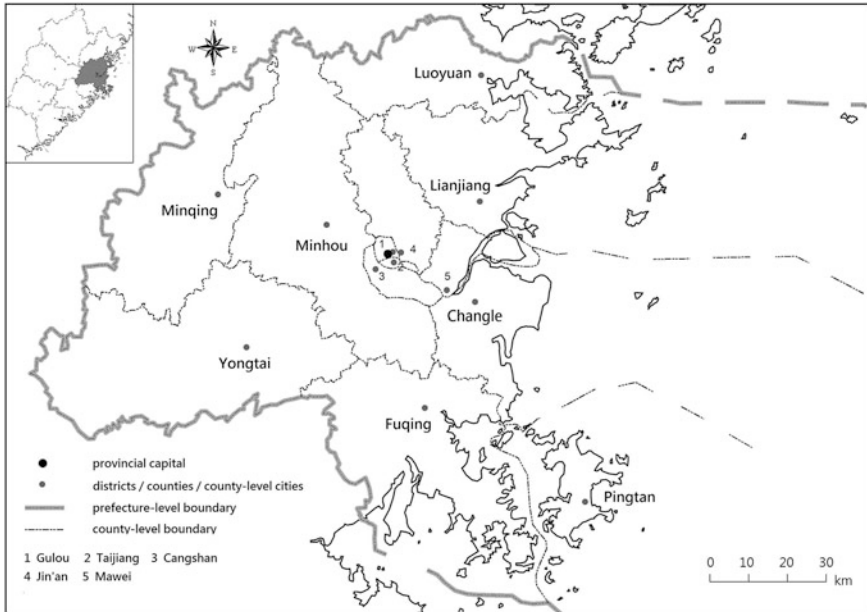 N
W E
S
Luoyuan
Lianjiang
Minqing
Minhou
1 4
2
3
5
Changle
Yongtai
Fuqing
Pingtan
provincial capital
districts / counties / county-level cities
prefecture-level boundary
county-level boundary
1 Gulou 2 Taijiang 3 Cangshan
4 Jin'an 5 Mawei
0 10 20 30
km